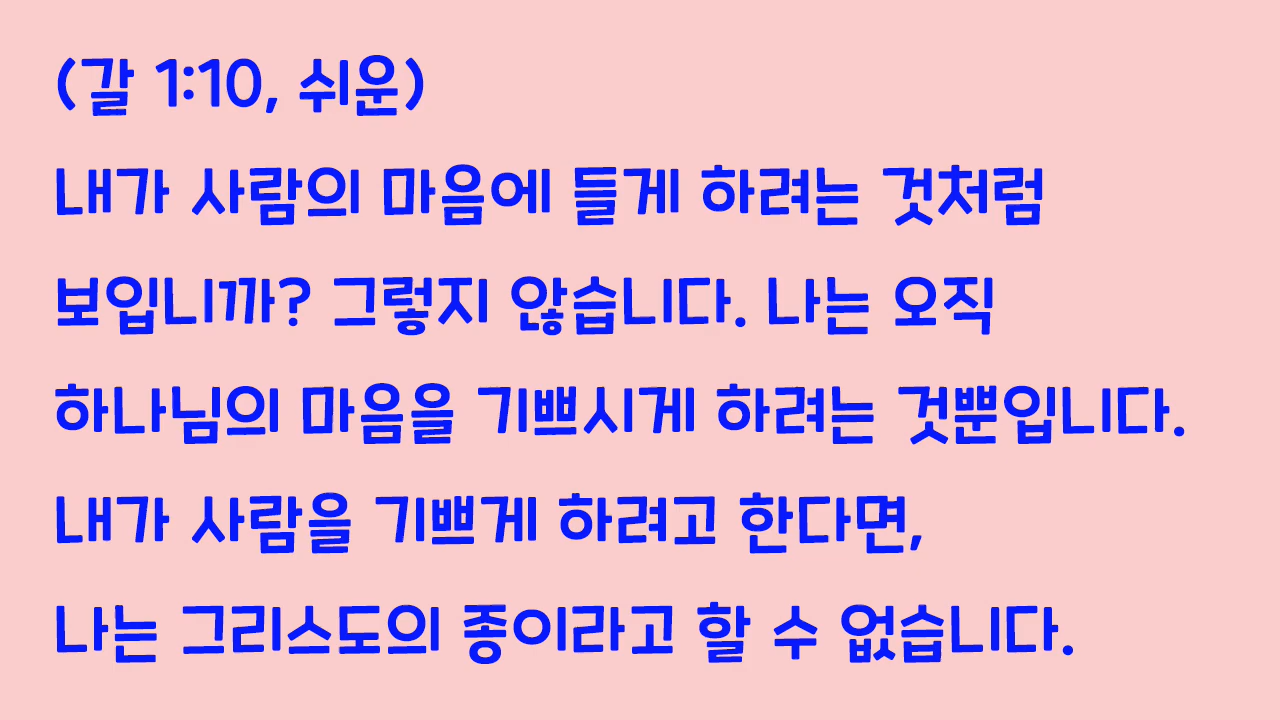 (갈 1:10, 쉬운)
내가 사람의 마음에 들게 하려는 것처럼
보입니까? 그렇지 않습니다. 나는 오직
하나님의 마음을 기쁘시게 하려는 것뿐입니다.
내가 사람을 기쁘게 하려고 한다면,
나는 그리스도의 종이라고 할 수 없습니다.